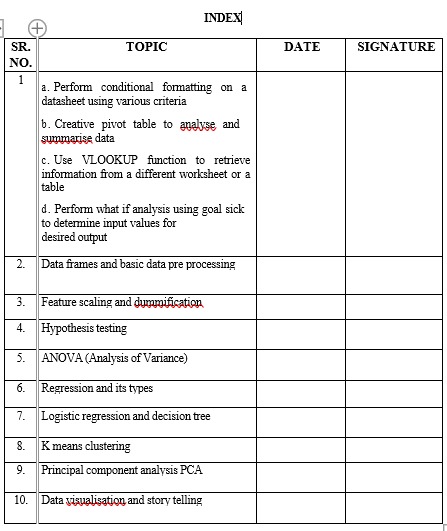 INDEX
SR. NO. TOPIC DATE SIGNATURE
1 a. Perform conditional formatting on a
datasheet using various criteria
b. Creative pivot table to analyse and
summarise data
c. Use VLOOKUP function to retrieve
information from a different worksheet or a
table
d. Perform what if analysis using goal sick
to determine input values for
desired output
2. Data frames and basic data pre processing
3. Feature scaling and dummification
4. Hypothesis testing
5. ANOVA (Analysis of Variance)
6. Regression and its types
7. Logistic regression and decision tree
8. K means clustering
9. Principal component analysis PCA
10. Data visualisation and story telling